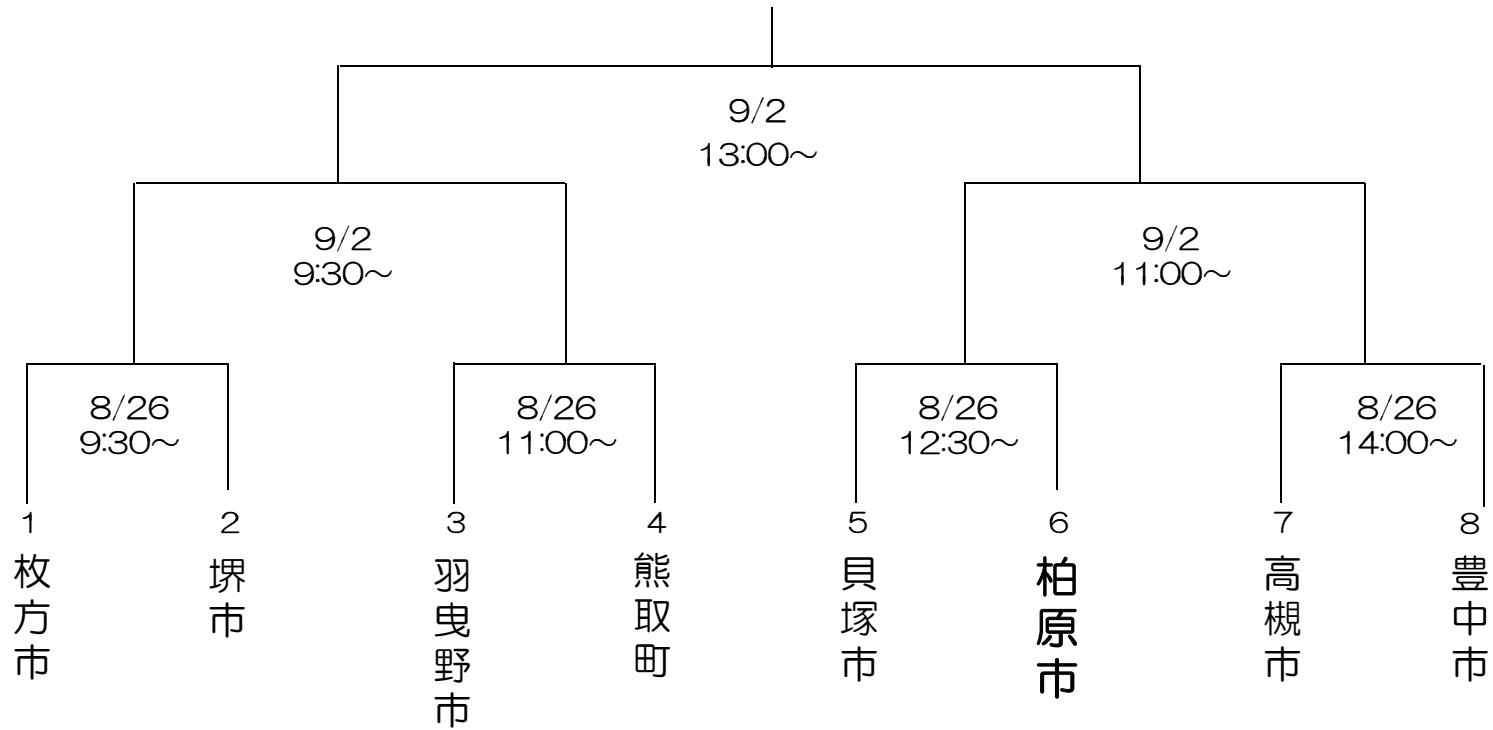 9/2
13:00～
9/2
9:30～
9/2
11:00～
8/26
9:30～
8/26
11:00～
8/26
12:30～
8/26
14:00～
1
2
3
4
5
6
7
8
枚方市
堺市
羽曳野市
熊取町
貝塚市
柏原市
高槻市
豊中市